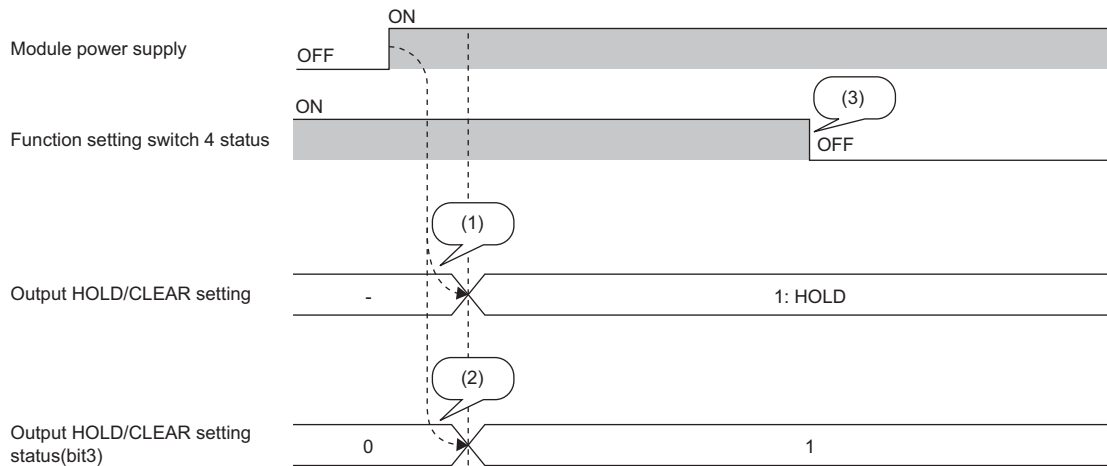 ON
Module power supply
OFF
ON
(3)
Function setting switch 4 status
OFF
(1)
Output HOLD/CLEAR setting
-
1: HOLD
(2)
Output HOLD/CLEAR setting
status(bit3)
0
1